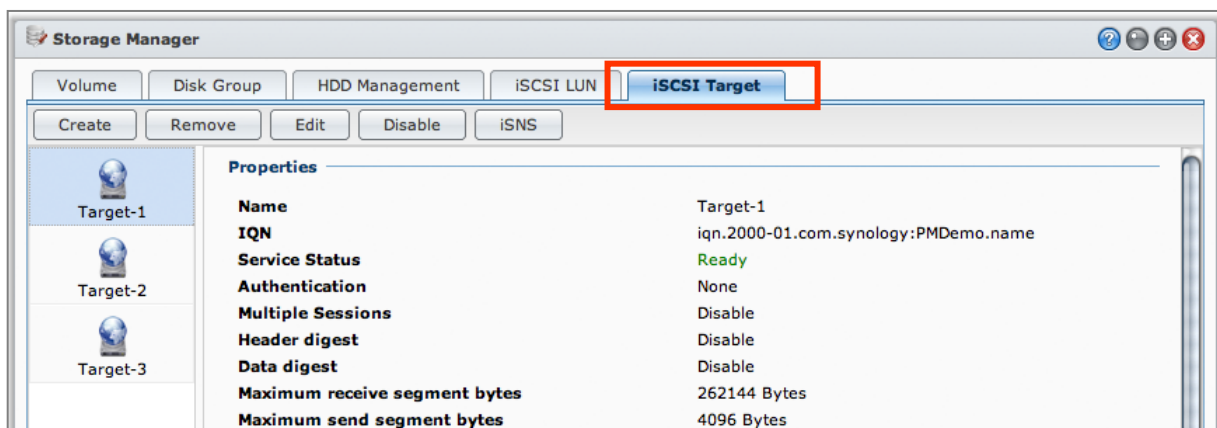 Storage Manager
Volume Disk Group HDD Management iSCSI LUN iSCSI Target
Create Remove Edit Disable iSNS
Properties
Target-1
Target-2
Target-3
Name Target-1
IQN iqn.2000-01.com.synology:PMDemo.name
Service Status Ready
Authentication None
Multiple Sessions Disable
Header digest Disable
Data digest Disable
Maximum receive segment bytes 262144 Bytes
Maximum send segment bytes 4096 Bytes